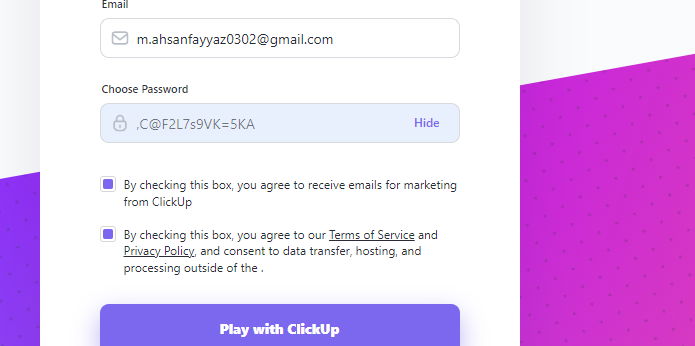 Email
m.ahsanfayyaz0302@gmail.com
Choose Password
,C@F2L7s9VK=5KA
Hide
By checking this box, you agree to receive emails for marketing
from ClickUp
By checking this box, you agree to our Terms of Service and
Privacy Policy, and consent to data transfer, hosting, and
processing outside of the .
Play with ClickUp